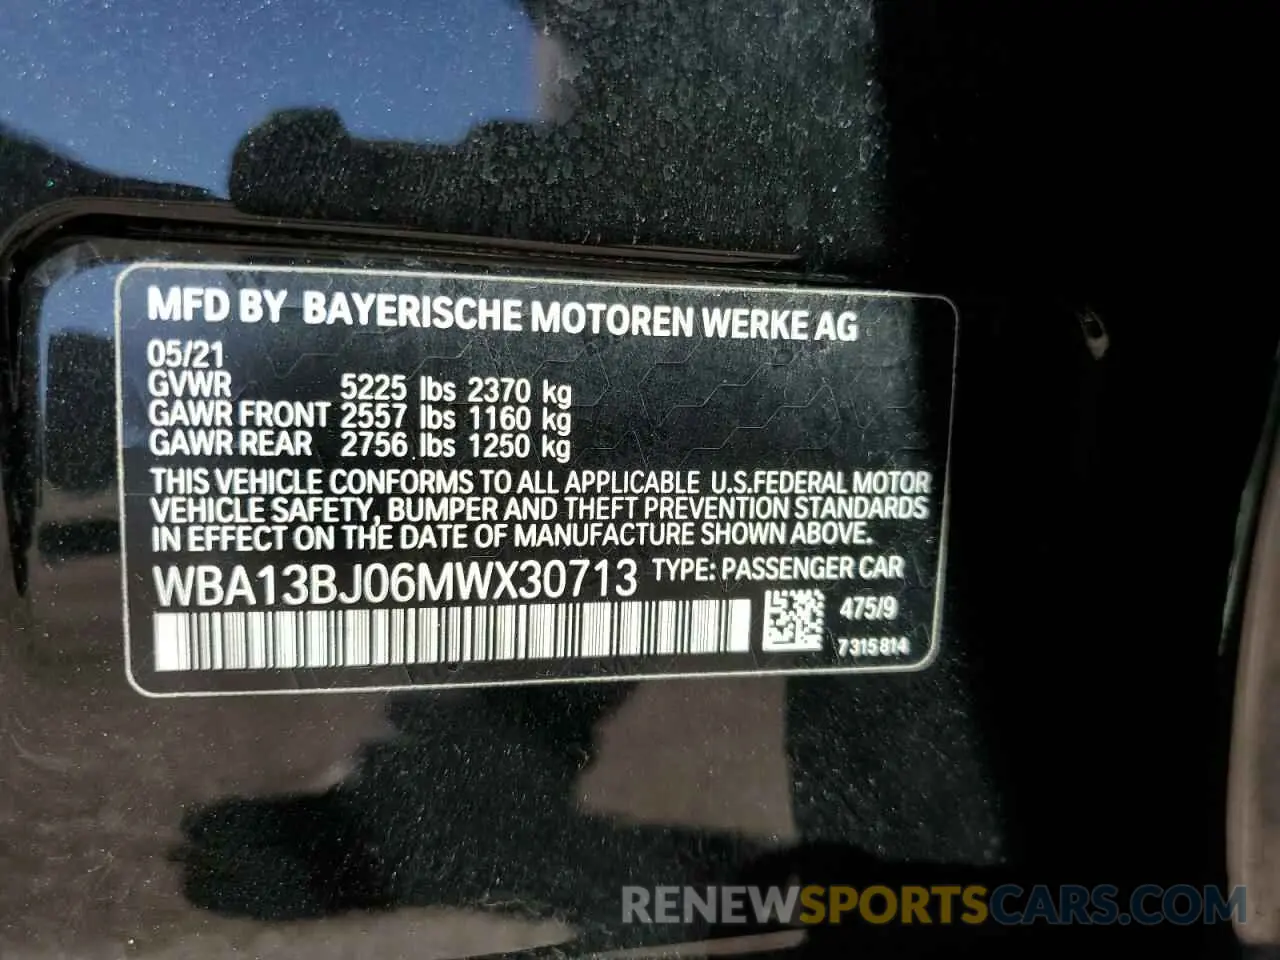 MFD BY BAYERISCHE MOTOREN WERKE AG
05/21
GVWR 5225 lbs 2370 kg
GAWR FRONT 2557 lbs 1160 kg
GAWR REAR 2756 lbs 1250 kg
THIS VEHICLE CONFORMS TO ALL APPLICABLE U.S.FEDERAL MOTOR
VEHICLE SAFETY, BUMPER AND THEFT PREVENTION STANDARDS
IN EFFECT ON THE DATE OF MANUFACTURE SHOWN ABOVE.
WBA13BJ06MWX30713 TYPE: PASSENGER CAR
475/9
7315814
RENEWSPORTSCARS.COM